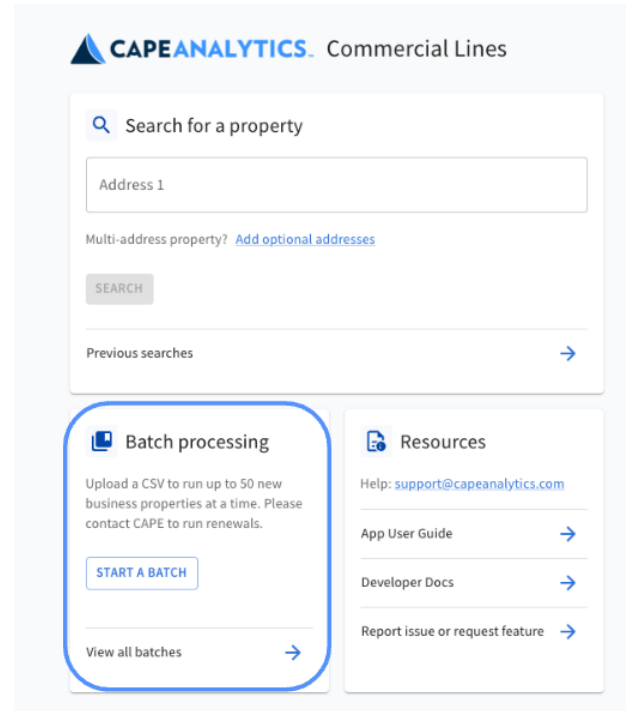 CAPEANALYTICS™ Commercial Lines
Search for a property
Address 1
Multi-address property? Add optional addresses
SEARCH
Previous searches
Batch processing
Upload a CSV to run up to 50 new
business properties at a time. Please
contact CAPE to run renewals.
START A BATCH
View all batches
Resources
Help: support@capeanalytics.com
App User Guide
Developer Docs
Report issue or request feature